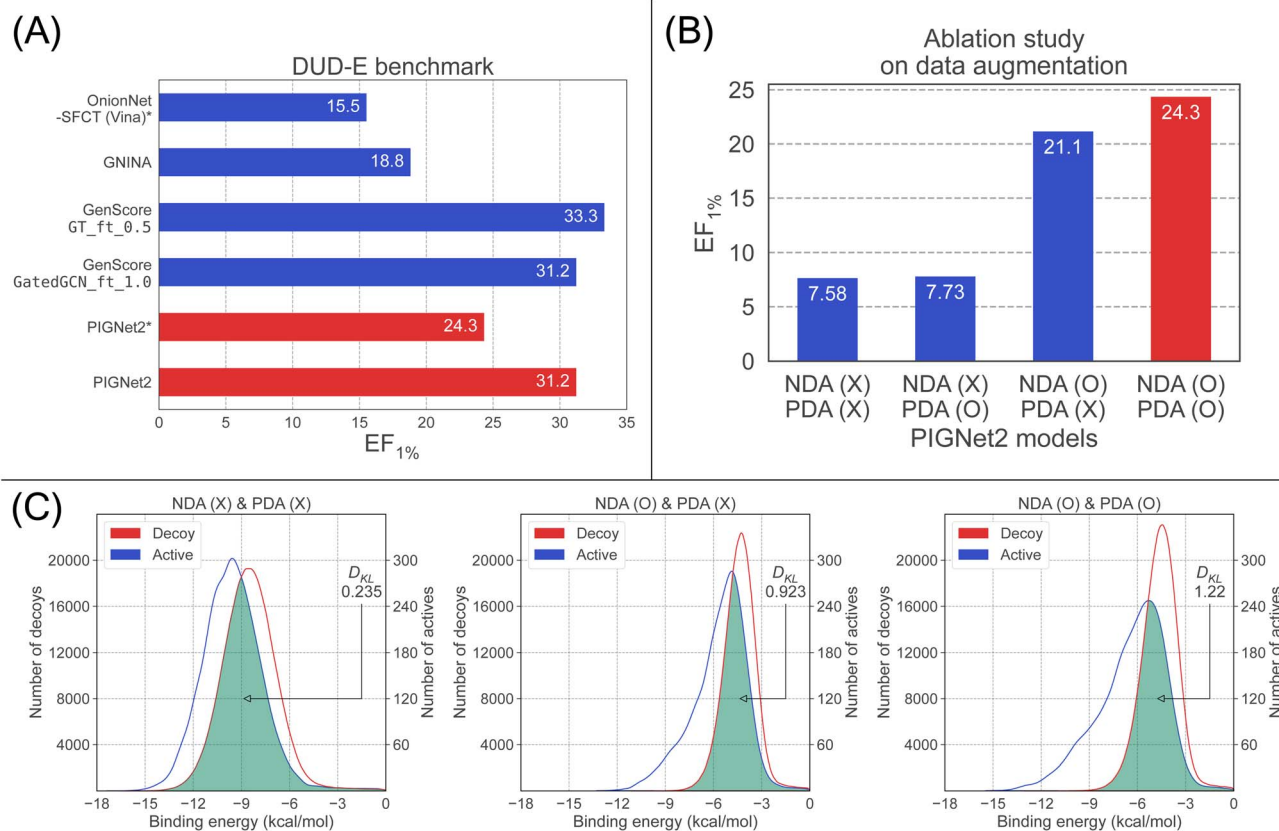 (A)
DUD-E benchmark
OnionNet
-SFCT (Vina)*
15.5
GNINA
18.8
GenScore
GT_ft_0.5
33.3
GenScore
GatedGCN_ft_1.0
31.2
PIGNet2*
24.3
PIGNet2
31.2
0 5 10 15 20 25 30 35
EF1%
(B)
Ablation study
on data augmentation
25
20
15
10
5
0
EF1%
7.58
7.73
21.1
24.3
NDA (X) NDA (X) NDA (O) NDA (O)
PDA (X) PDA (O) PDA (X) PDA (O)
PIGNet2 models
(C)
NDA (X) & PDA (X)
Decoy
Active
DKL
0.235
20000
16000
12000
8000
4000
Number of decoys
300
240
180
120
60
Number of actives
−18 −15 −12 −9 −6 −3 0
Binding energy (kcal/mol)
NDA (O) & PDA (X)
Decoy
Active
DKL
0.923
20000
16000
12000
8000
4000
Number of decoys
300
240
180
120
60
Number of actives
−18 −15 −12 −9 −6 −3 0
Binding energy (kcal/mol)
NDA (O) & PDA (O)
Decoy
Active
DKL
1.22
20000
16000
12000
8000
4000
Number of decoys
300
240
180
120
60
Number of actives
−18 −15 −12 −9 −6 −3 0
Binding energy (kcal/mol)